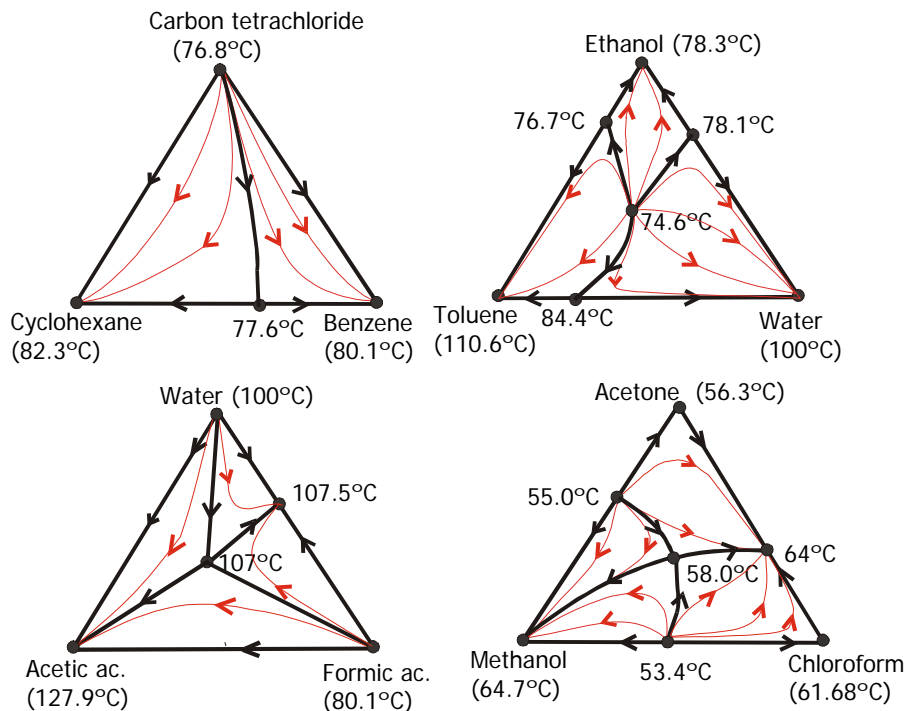 Carbon tetrachloride
(76.8°C)
Cyclohexane
(82.3°C)
77.6°C
Benzene
(80.1°C)
Ethanol (78.3°C)
76.7°C
78.1°C
74.6°C
Toluene
(110.6°C)
84.4°C
Water
(100°C)
Water (100°C)
107.5°C
107°C
Acetic ac.
(127.9°C)
Formic ac.
(80.1°C)
Acetone (56.3°C)
55.0°C
64°C
58.0°C
Methanol
(64.7°C)
53.4°C
Chloroform
(61.68°C)